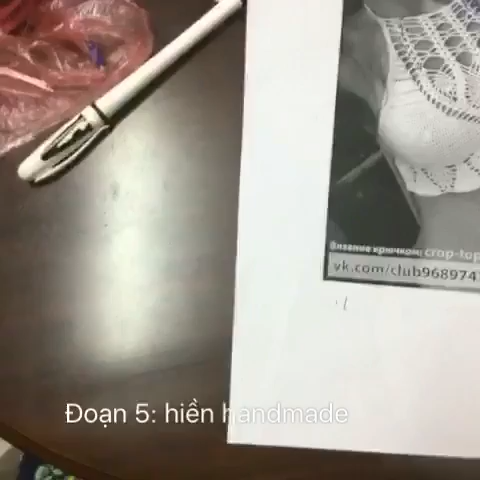 Вязание крючком: crop-top
vk.com/club9689747
Đoạn 5: hiền handmade